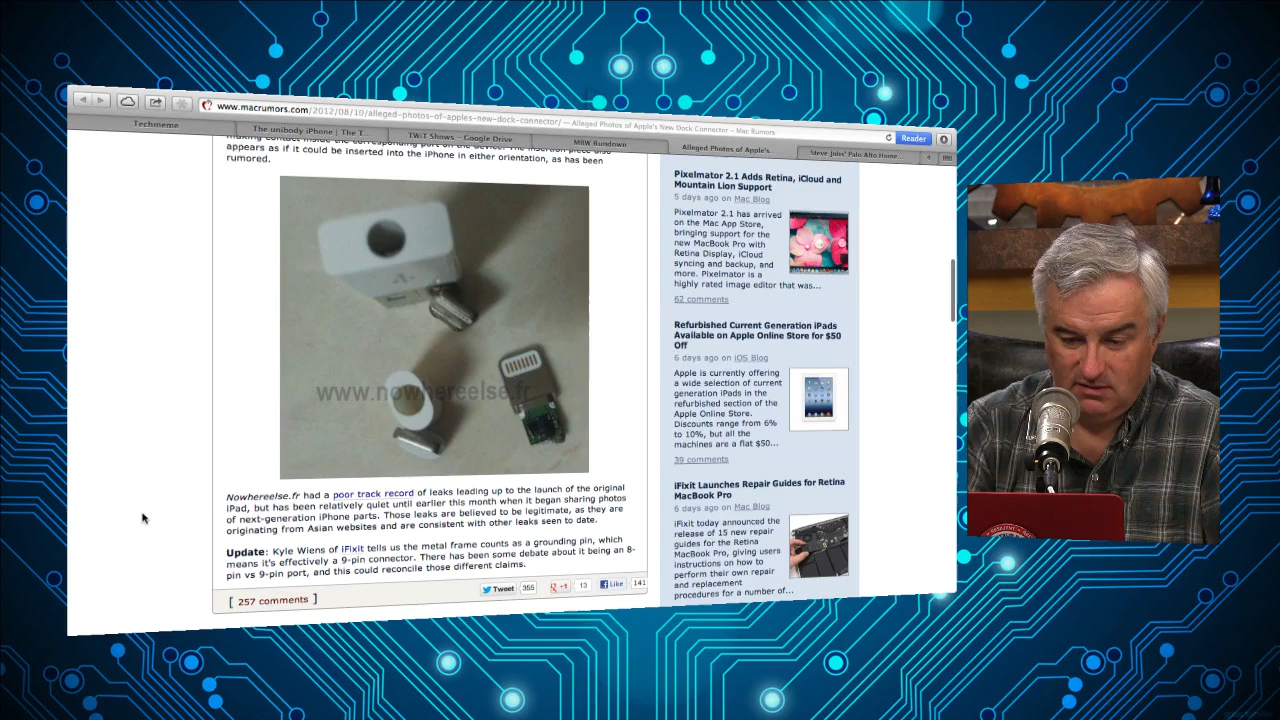 www.macrumors.com/2012/08/10/alleged-photos-of-apples-new-dock-connector/ — Alleged Photos of Apple's New Dock Connector – Mac Rumors
Reader
Techmeme
The unibody iPhone | The T...
TWiT Shows – Google Drive
MBW Rundown
Alleged Photos of Apple's
Steve Jobs' Palo Alto Home...
appears as if it could be inserted into the iPhone in either orientation, as has been
rumored.
www.nowhereelse.fr
Nowhereelse.fr had a poor track record of leaks leading up to the launch of the original
iPad, but has been relatively quiet until earlier this month when it began sharing photos
of next-generation iPhone parts. Those leaks are believed to be legitimate, as they are
originating from Asian websites and are consistent with other leaks seen to date.
Update: Kyle Wiens of iFixit tells us the metal frame counts as a grounding pin, which
means it's effectively a 9-pin connector. There has been some debate about it being an 8-
pin vs 9-pin port, and this could reconcile those different claims.
[ 257 comments ]
Tweet 355
+1 13
Like 141
Pixelmator 2.1 Adds Retina, iCloud and
Mountain Lion Support
5 days ago on Mac Blog
Pixelmator 2.1 has arrived
on the Mac App Store,
bringing support for the
new MacBook Pro with
Retina Display, iCloud
syncing and backup, and
more. Pixelmator is a
highly rated image editor that was...
62 comments
Refurbished Current Generation iPads
Available on Apple Online Store for $50
Off
6 days ago on iOS Blog
Apple is currently offering
a wide selection of current
generation iPads in the
refurbished section of the
Apple Online Store.
Discounts range from 6%
to 10%, but all the
machines are a flat $50...
39 comments
iFixit Launches Repair Guides for Retina
MacBook Pro
6 days ago on Mac Blog
iFixit today announced the
release of 15 new repair
guides for the Retina
MacBook Pro, giving users
instructions on how to
perform their own repair
and replacement
procedures for a number of...